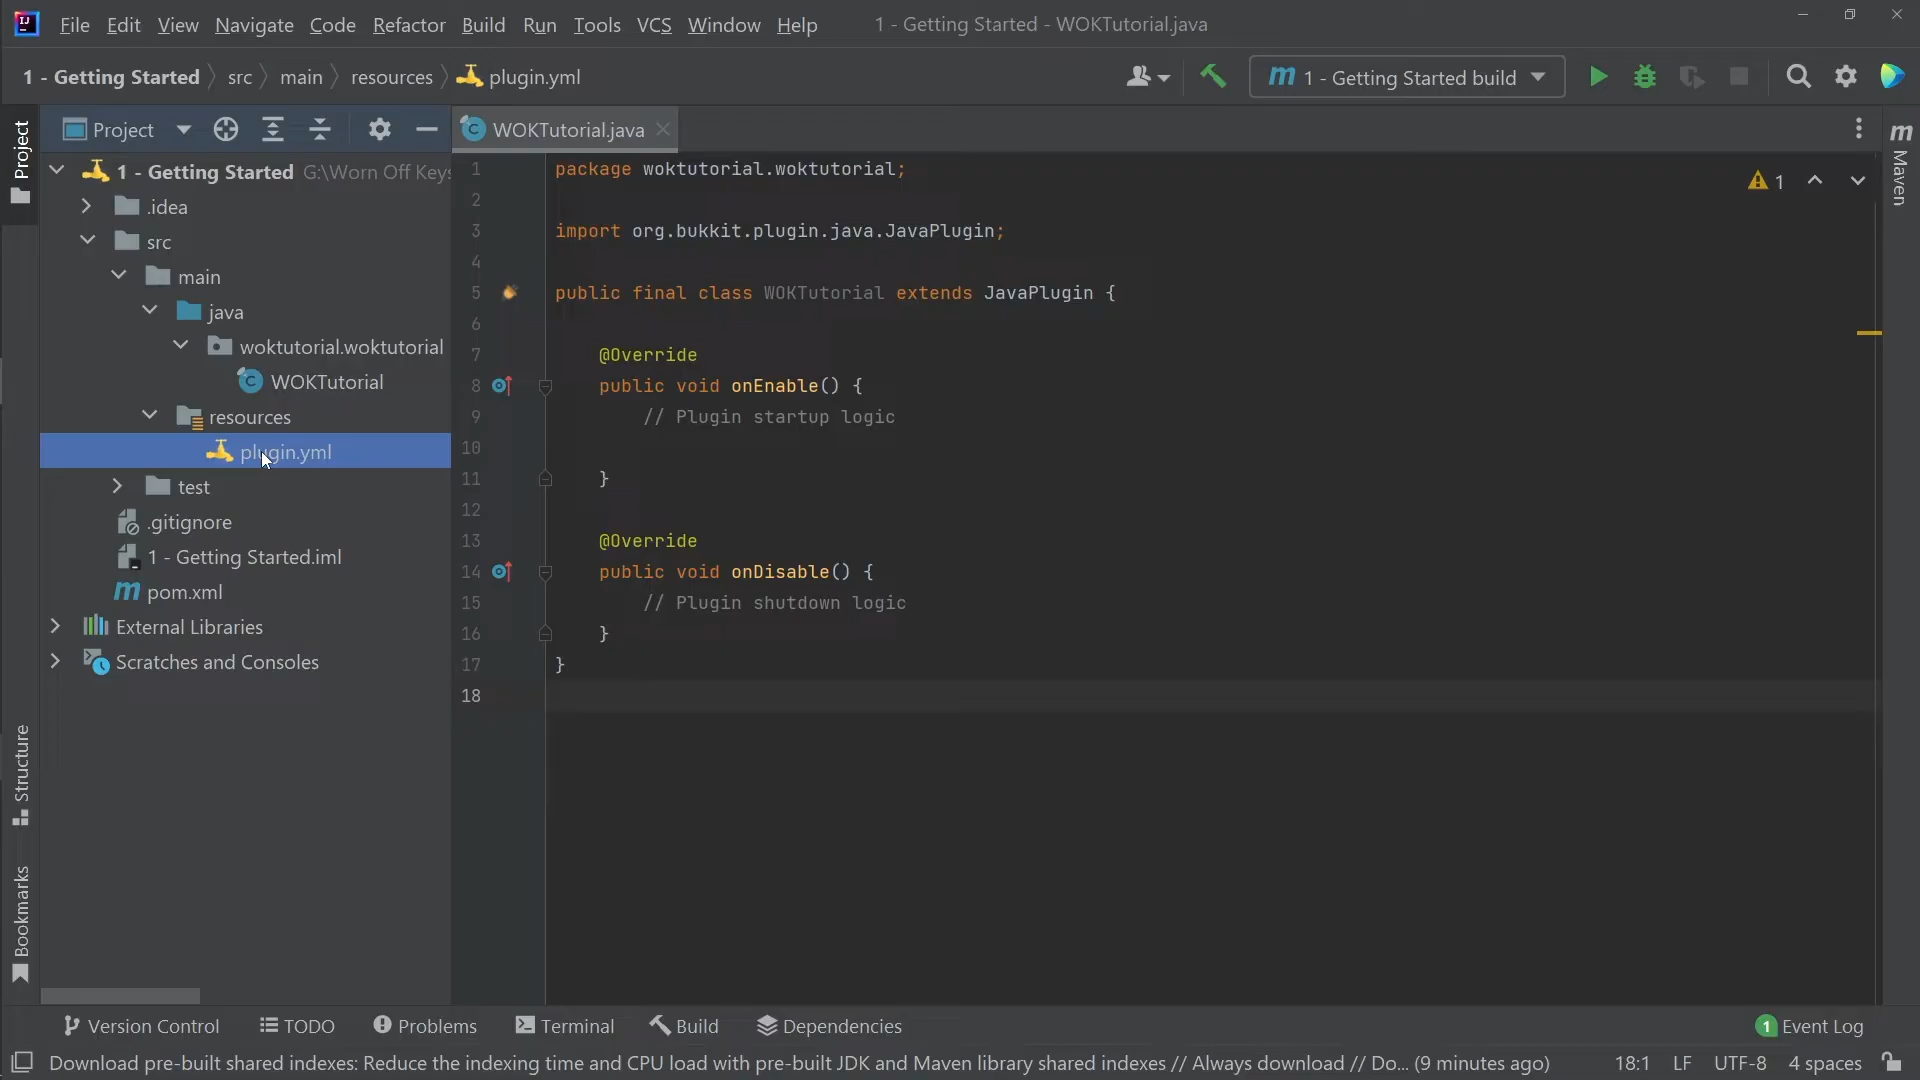 File Edit View Navigate Code Refactor Build Run Tools VCS Window Help 1 - Getting Started - WOKTutorial.java
1 - Getting Started src main resources plugin.yml 1 - Getting Started build
Project
Project
WOKTutorial.java
1 - Getting Started G:\Worn Off Keys
.idea
src
main
java
woktutorial.woktutorial
WOKTutorial
resources
plugin.yml
test
.gitignore
1 - Getting Started.iml
pom.xml
External Libraries
Scratches and Consoles
Structure
Bookmarks
1 package woktutorial.woktutorial;
2
3 import org.bukkit.plugin.java.JavaPlugin;
4
5 public final class WOKTutorial extends JavaPlugin {
6
7 @Override
8 public void onEnable() {
9 // Plugin startup logic
10
11 }
12
13 @Override
14 public void onDisable() {
15 // Plugin shutdown logic
16 }
17 }
18
1
Maven
Version Control TODO Problems Terminal Build Dependencies 1 Event Log
Download pre-built shared indexes: Reduce the indexing time and CPU load with pre-built JDK and Maven library shared indexes // Always download // Do... (9 minutes ago) 18:1 LF UTF-8 4 spaces